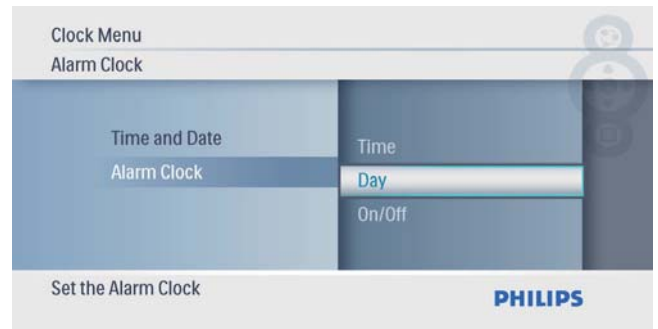 Clock Menu
Alarm Clock
Time and Date
Alarm Clock
Time
Day
On/Off
Set the Alarm Clock
PHILIPS